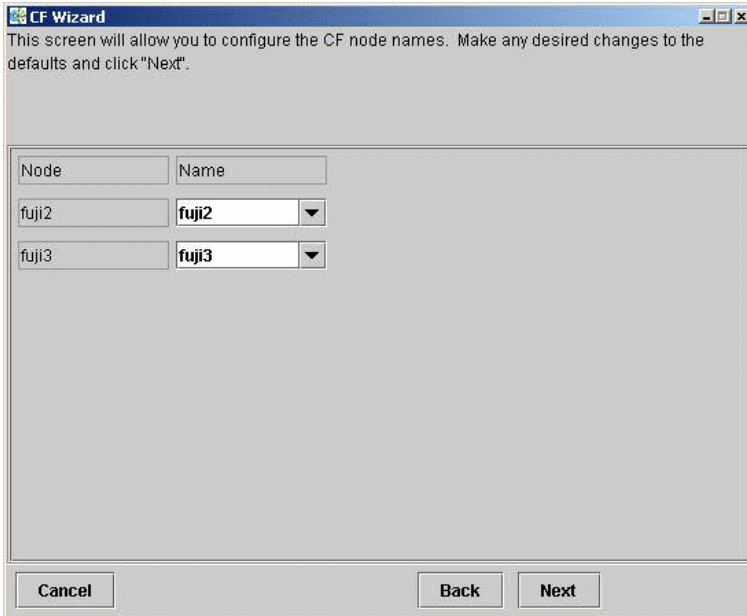 CF Wizard
This screen will allow you to configure the CF node names. Make any desired changes to the
defaults and click "Next".
Node Name
fuji2 fuji2
fuji3 fuji3
Cancel Back Next